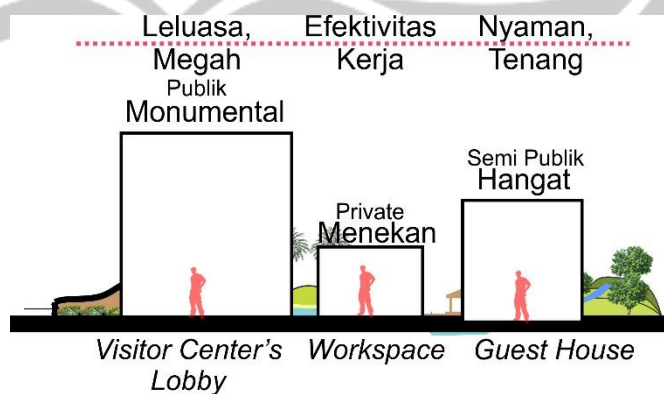 Leluasa,
Megah
Publik
Monumental
Efektivitas
Kerja
Private
Menekan
Nyaman,
Tenang
Semi Publik
Hangat
Visitor Center's
Lobby
Workspace
Guest House